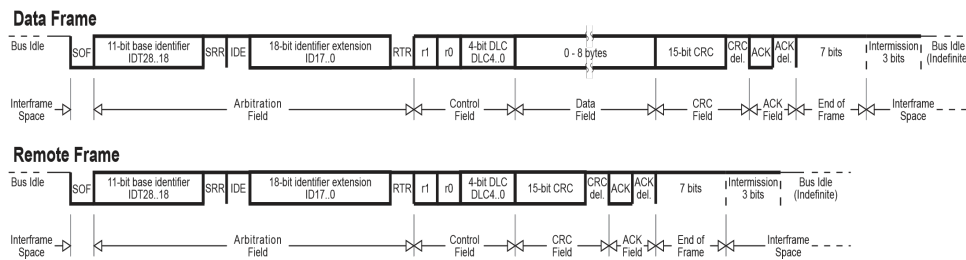 Data Frame
Bus Idle SOF 11-bit base identifier IDT28..18 SRR IDE 18-bit identifier extension ID17..0 RTR r1 r0 4-bit DLC DLC4..0 0 - 8 bytes 15-bit CRC CRC del. ACK ACK del. 7 bits Intermission 3 bits Bus Idle (Indefinite)
Interframe Space Arbitration Field Control Field Data Field CRC Field ACK Field End of Frame Interframe Space
Remote Frame
Bus Idle SOF 11-bit base identifier IDT28..18 SRR IDE 18-bit identifier extension ID17..0 RTR r1 r0 4-bit DLC DLC4..0 15-bit CRC CRC del. ACK ACK del. 7 bits Intermission 3 bits Bus Idle (Indefinite)
Interframe Space Arbitration Field Control Field CRC Field ACK Field End of Frame Interframe Space